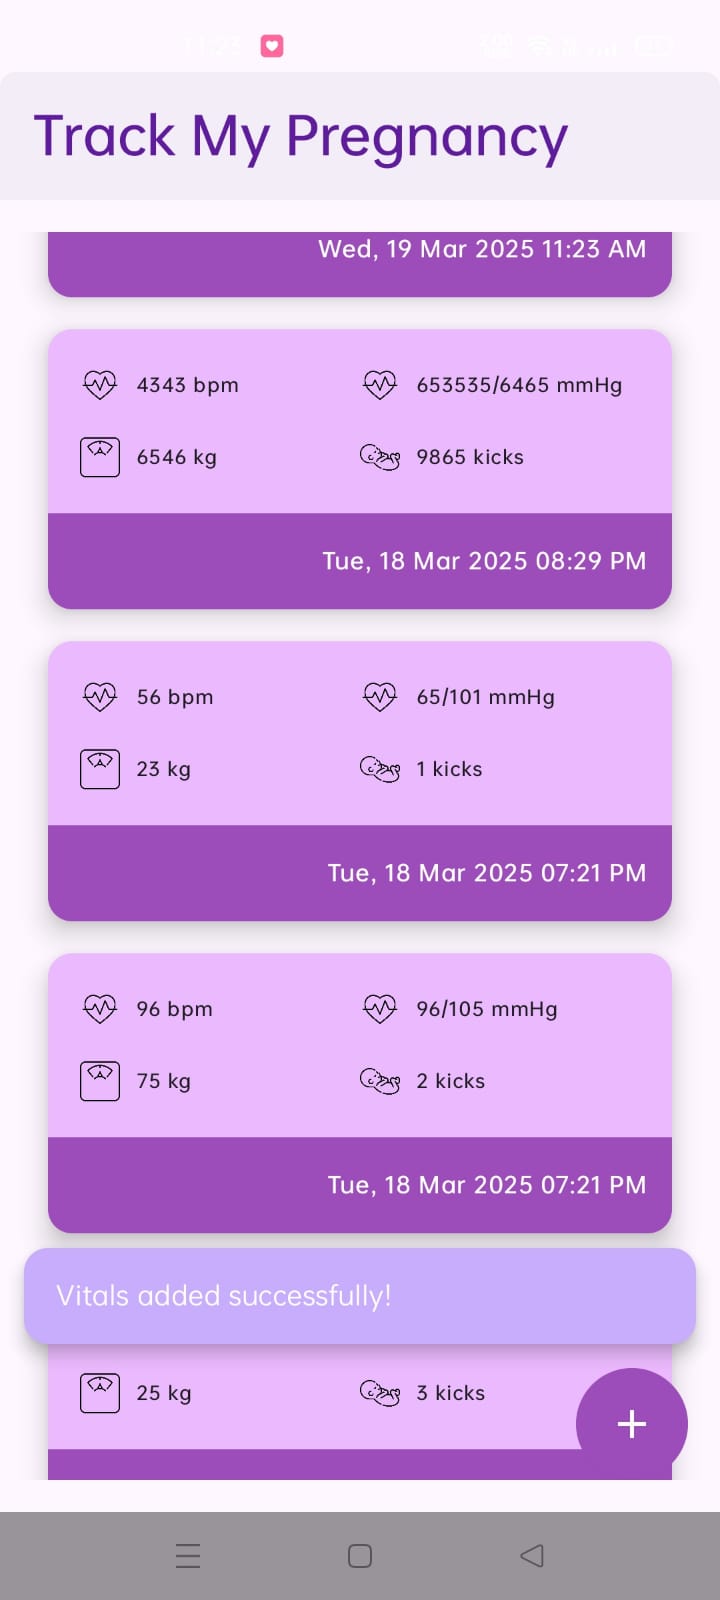 Track My Pregnancy
Wed, 19 Mar 2025 11:23 AM
4343 bpm
653535/6465 mmHg
6546 kg
9865 kicks
Tue, 18 Mar 2025 08:29 PM
56 bpm
65/101 mmHg
23 kg
1 kicks
Tue, 18 Mar 2025 07:21 PM
96 bpm
96/105 mmHg
75 kg
2 kicks
Tue, 18 Mar 2025 07:21 PM
Vitals added successfully!
25 kg
3 kicks